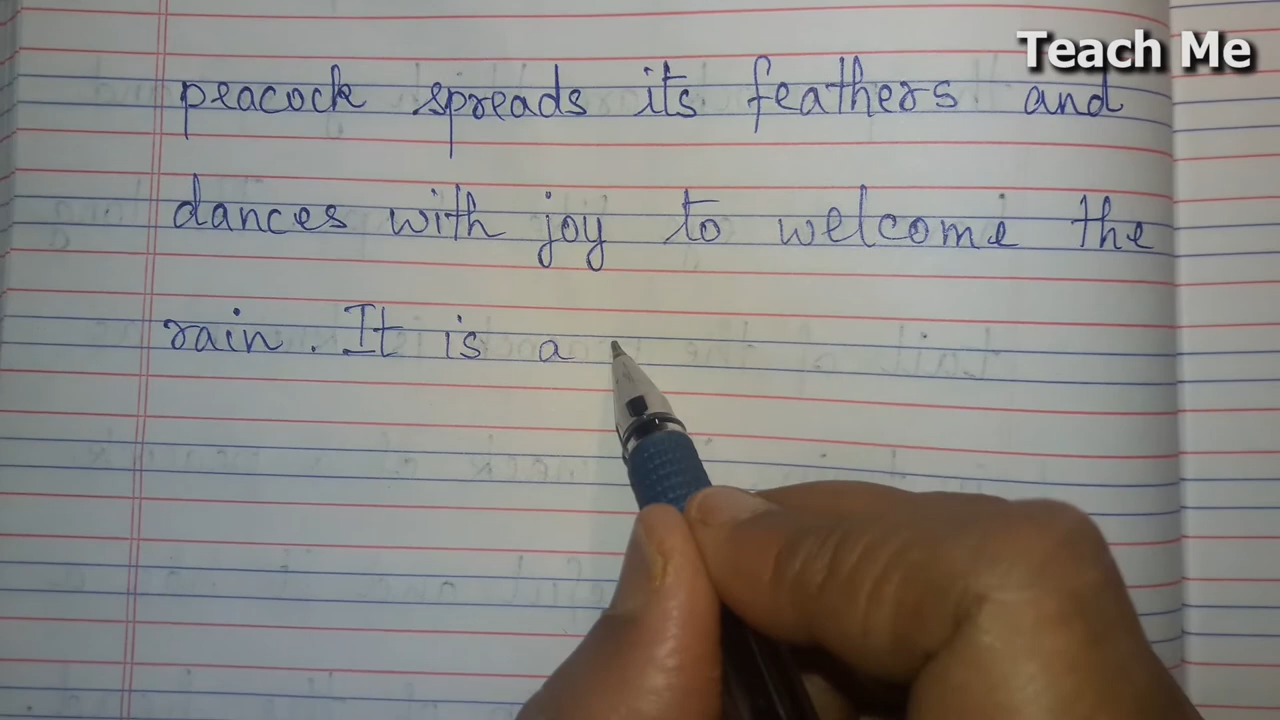 Teach Me
peacock spreads its feathers and
dances with joy to welcome the
rain. It is a